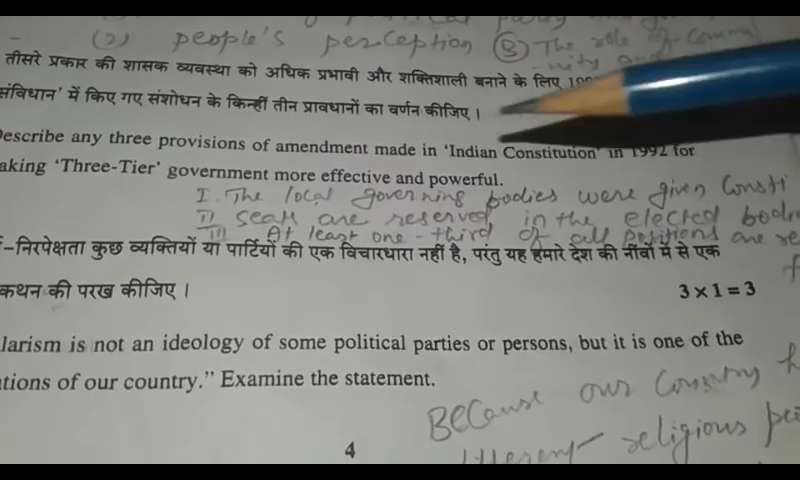 (2) people's perception (3) The role of
तीसरे प्रकार की शासक व्यवस्था को अधिक प्रभावी और शक्तिशाली बनाने के लिए
संविधान' में किए गए संशोधन के किन्हीं तीन प्रावधानों का वर्णन कीजिए ।
Describe any three provisions of amendment made in 'Indian Constitution' in 1992 for
aking 'Three-Tier' government more effective and powerful.
I. The local governing bodies were given Consti
II seats are reserved in the elected bodi
III At least one-third of all positions are re
-निरपेक्षता कुछ व्यक्तियों या पार्टियों की एक विचारधारा नहीं है, परंतु यह हमारे देश की नींवों में से एक
कथन की परख कीजिए ।
3 × 1 = 3
larism is not an ideology of some political parties or persons, but it is one of the
tions of our country." Examine the statement.
Because our Country h
religious
4